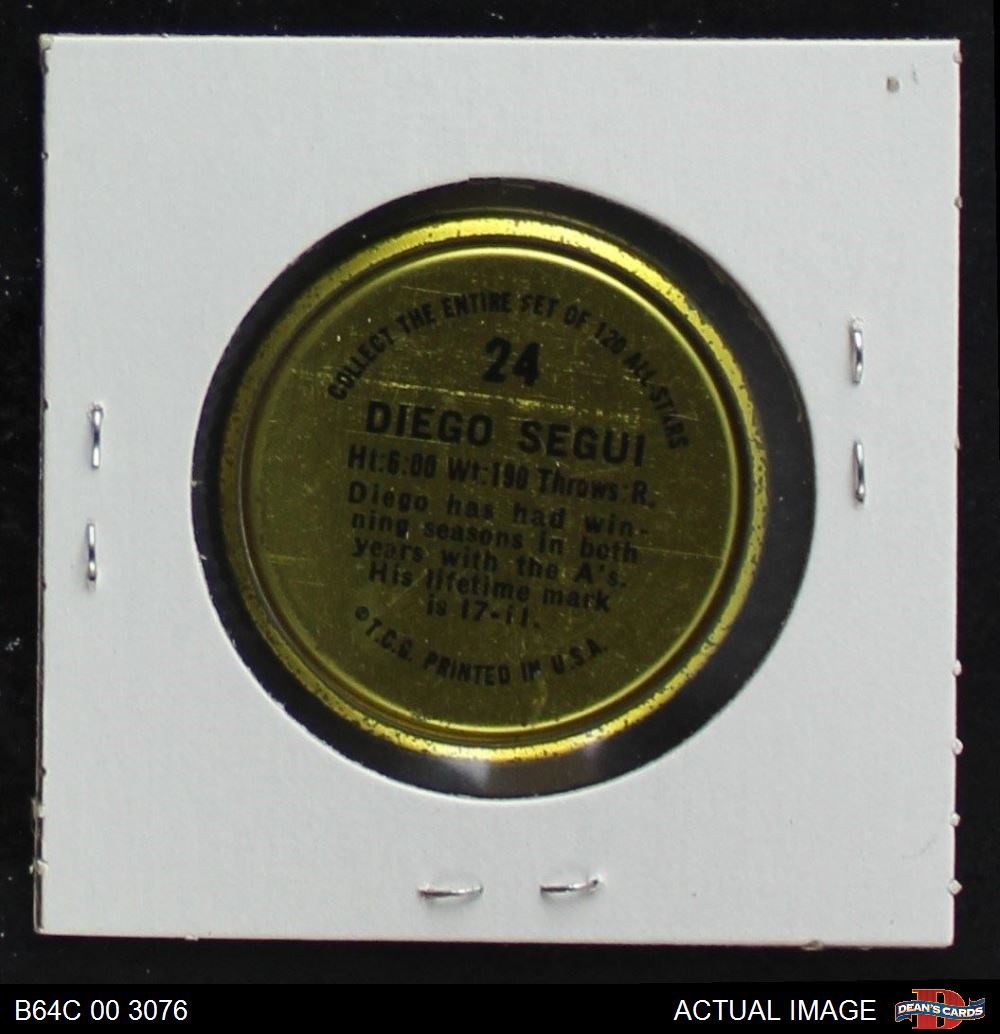 COLLECT THE ENTIRE SET OF 120 ALL-STARS
24
DIEGO SEGUI
Ht:6:00 Wt:190 Throws:R.
Diego has had win-
ning seasons in both
years with the A's.
His lifetime mark
is 17-11.
©T.C.G. PRINTED IN U.S.A.
B64C 00 3076
ACTUAL IMAGE
DEAN'S CARDS